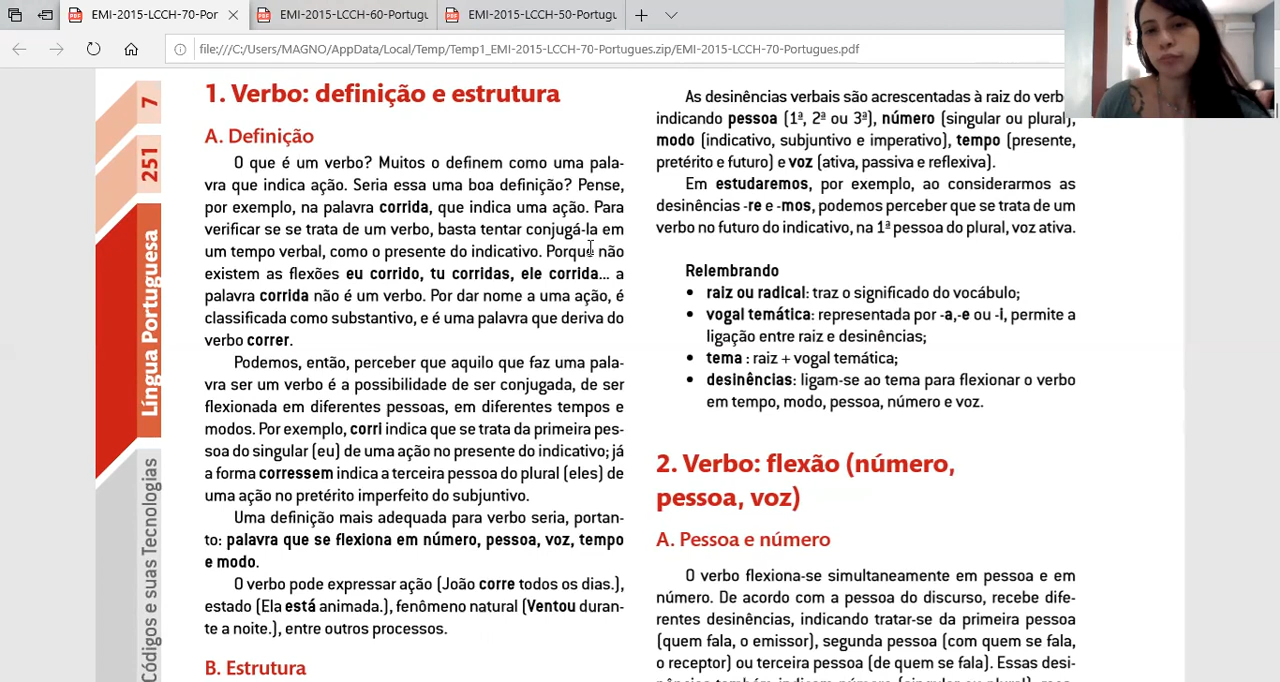 EMI-2015-LCCH-70-Por
EMI-2015-LCCH-60-Portugu
EMI-2015-LCCH-50-Portugu
file:///C:/Users/MAGNO/AppData/Local/Temp/Temp1_EMI-2015-LCCH-70-Portugues.zip/EMI-2015-LCCH-70-Portugues.pdf
7
251
Língua Portuguesa
Códigos e suas Tecnologias
1. Verbo: definição e estrutura
A. Definição
O que é um verbo? Muitos o definem como uma pala-
vra que indica ação. Seria essa uma boa definição? Pense,
por exemplo, na palavra corrida, que indica uma ação. Para
verificar se se trata de um verbo, basta tentar conjugá-la em
um tempo verbal, como o presente do indicativo. Porque não
existem as flexões eu corrido, tu corridas, ele corrida... a
palavra corrida não é um verbo. Por dar nome a uma ação, é
classificada como substantivo, e é uma palavra que deriva do
verbo correr.
Podemos, então, perceber que aquilo que faz uma pala-
vra ser um verbo é a possibilidade de ser conjugada, de ser
flexionada em diferentes pessoas, em diferentes tempos e
modos. Por exemplo, corri indica que se trata da primeira pes-
soa do singular (eu) de uma ação no presente do indicativo; já
a forma corressem indica a terceira pessoa do plural (eles) de
uma ação no pretérito imperfeito do subjuntivo.
Uma definição mais adequada para verbo seria, portan-
to: palavra que se flexiona em número, pessoa, voz, tempo
e modo.
O verbo pode expressar ação (João corre todos os dias.),
estado (Ela está animada.), fenômeno natural (Ventou duran-
te a noite.), entre outros processos.
B. Estrutura
As desinências verbais são acrescentadas à raiz do verbo
indicando pessoa (1ª, 2ª ou 3ª), número (singular ou plural),
modo (indicativo, subjuntivo e imperativo), tempo (presente,
pretérito e futuro) e voz (ativa, passiva e reflexiva).
Em estudaremos, por exemplo, ao considerarmos as
desinências -re e -mos, podemos perceber que se trata de um
verbo no futuro do indicativo, na 1ª pessoa do plural, voz ativa.
Relembrando
• raiz ou radical: traz o significado do vocábulo;
• vogal temática: representada por -a,-e ou -i, permite a
ligação entre raiz e desinências;
• tema : raiz + vogal temática;
• desinências: ligam-se ao tema para flexionar o verbo
em tempo, modo, pessoa, número e voz.
2. Verbo: flexão (número,
pessoa, voz)
A. Pessoa e número
O verbo flexiona-se simultaneamente em pessoa e em
número. De acordo com a pessoa do discurso, recebe dife-
rentes desinências, indicando tratar-se da primeira pessoa
(quem fala, o emissor), segunda pessoa (com quem se fala,
o receptor) ou terceira pessoa (de quem se fala). Essas desi-